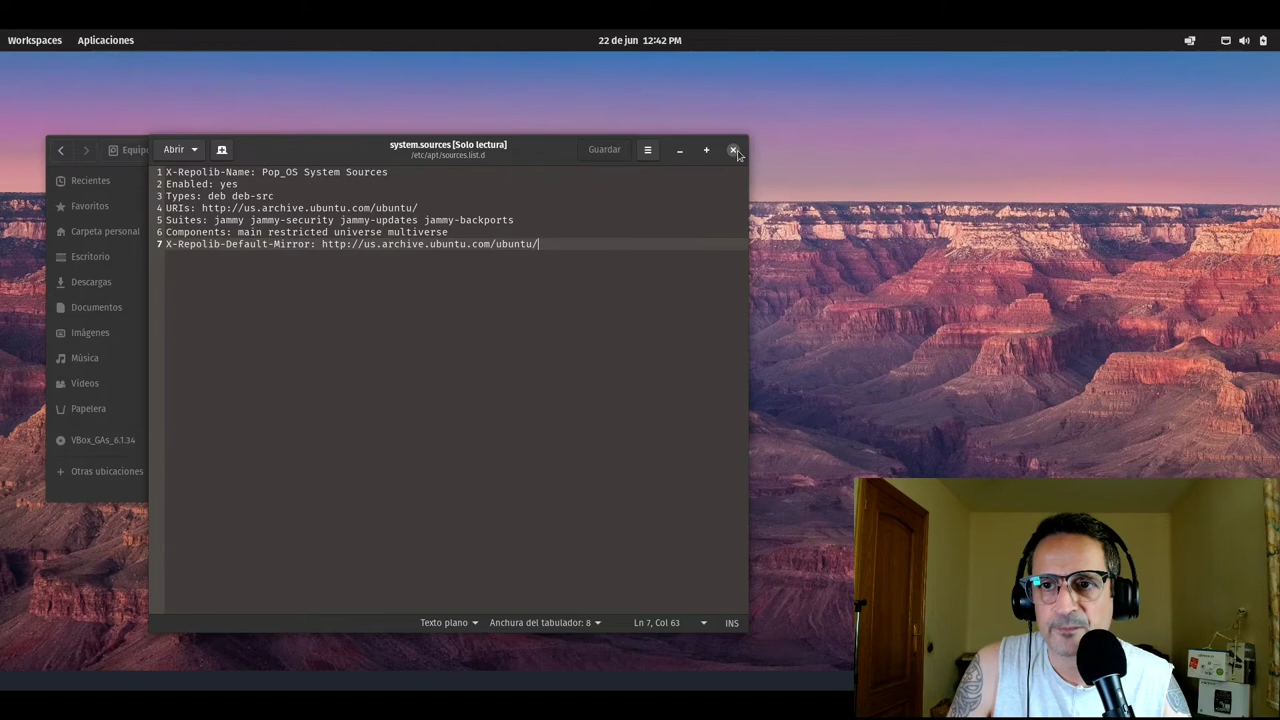 Workspaces Aplicaciones 22 de jun 12:42 PM
Equipo
Abrir system.sources [Solo lectura] Guardar
/etc/apt/sources.list.d
Recientes
Favoritos
Carpeta personal
Escritorio
Descargas
Documentos
Imágenes
Música
Vídeos
Papelera
VBox_GAs_6.1.34
+ Otras ubicaciones
1 X-Repolib-Name: Pop_OS System Sources
2 Enabled: yes
3 Types: deb deb-src
4 URIs: http://us.archive.ubuntu.com/ubuntu/
5 Suites: jammy jammy-security jammy-updates jammy-backports
6 Components: main restricted universe multiverse
7 X-Repolib-Default-Mirror: http://us.archive.ubuntu.com/ubuntu/
Texto plano Anchura del tabulador: 8 Ln 7, Col 63 INS